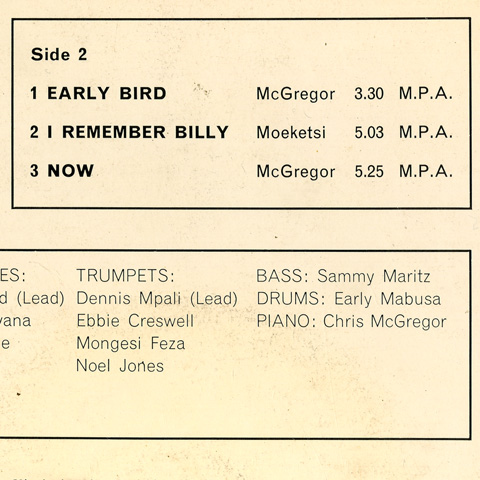 Side 2
1 EARLY BIRD McGregor 3.30 M.P.A.
2 I REMEMBER BILLY Moeketsi 5.03 M.P.A.
3 NOW McGregor 5.25 M.P.A.
ES: TRUMPETS: BASS: Sammy Maritz
d (Lead) Dennis Mpali (Lead) DRUMS: Early Mabusa
vana Ebbie Creswell PIANO: Chris McGregor
e Mongesi Feza
Noel Jones